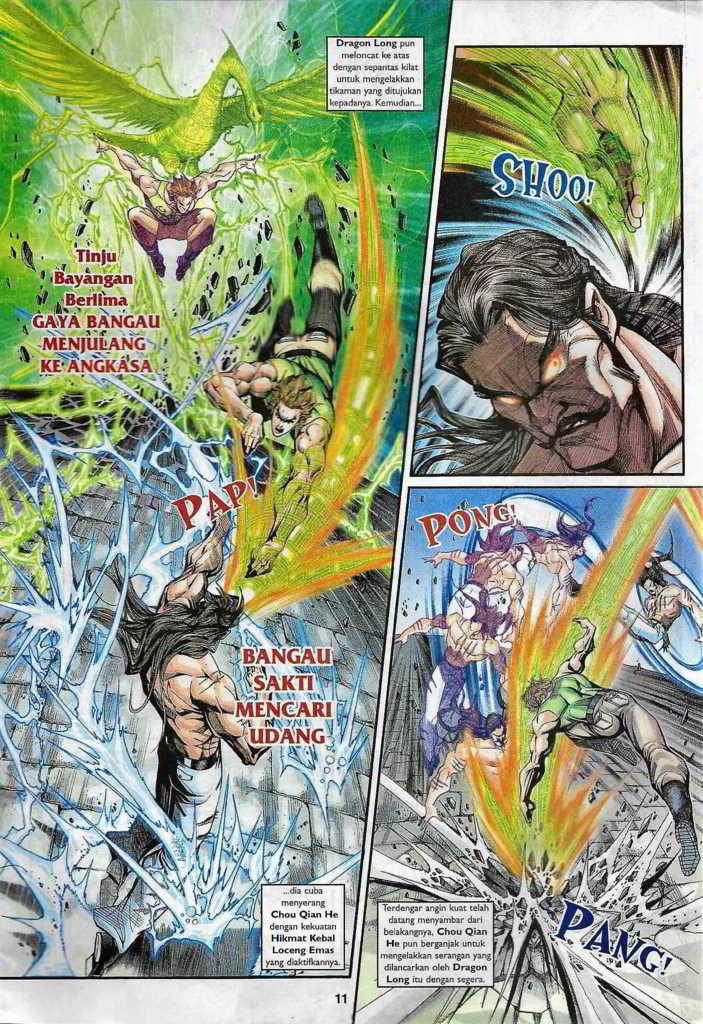 Dragon Long pun
meloncat ke atas
dengan sepantas kilat
untuk mengelakkan
tikaman yang ditujukan
kepadanya. Kemudian...
Tinju
Bayangan
Berlima
GAYA BANGAU
MENJULANG
KE ANGKASA
PAP!
BANGAU
SAKTI
MENCARI
UDANG
...dia cuba
menyerang
Chou Qian He
dengan kekuatan
Hikmat Kebal
Loceng Emas
yang diaktifkannya.
SHOO!
PONG!
Terdengar angin kuat telah
datang menyambar dari
belakangnya, Chou Qian
He pun berganjak untuk
mengelakkan serangan yang
dilancarkan oleh Dragon
Long itu dengan segera.
PANG!
11